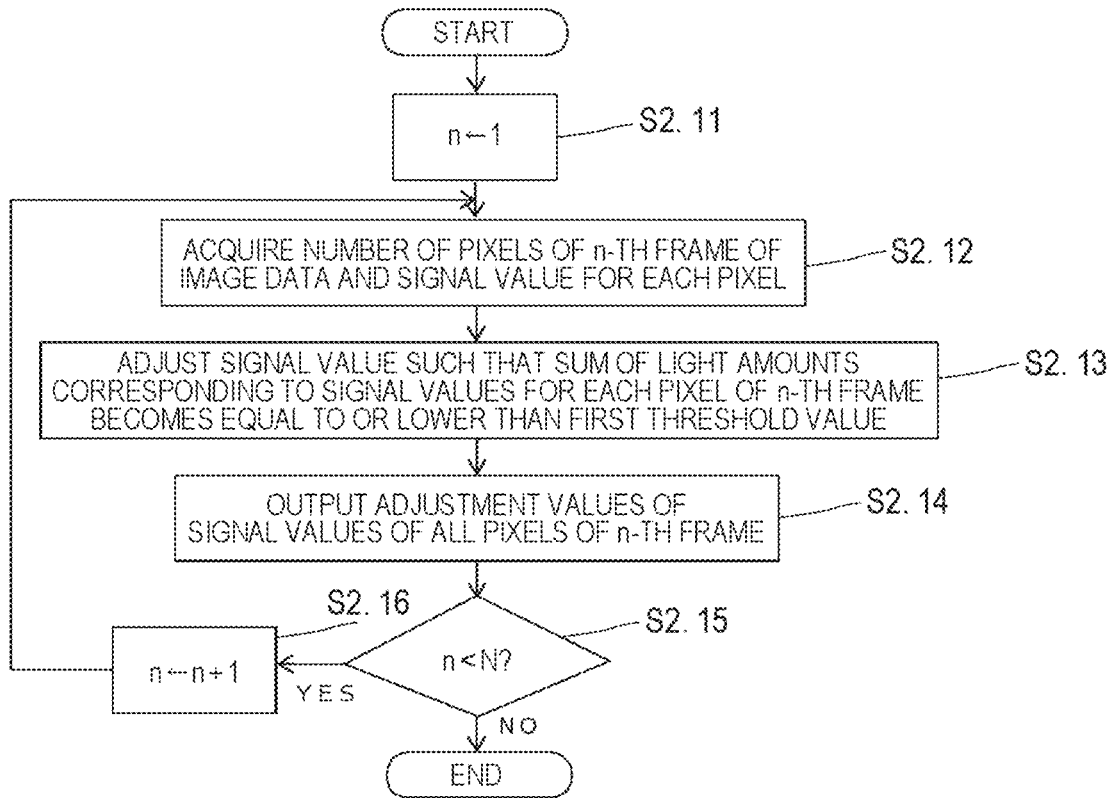 START
n←1
S2. 11
ACQUIRE NUMBER OF PIXELS OF n-TH FRAME OF
IMAGE DATA AND SIGNAL VALUE FOR EACH PIXEL
S2. 12
ADJUST SIGNAL VALUE SUCH THAT SUM OF LIGHT AMOUNTS
CORRESPONDING TO SIGNAL VALUES FOR EACH PIXEL OF n-TH FRAME
BECOMES EQUAL TO OR LOWER THAN FIRST THRESHOLD VALUE
S2. 13
OUTPUT ADJUSTMENT VALUES OF
SIGNAL VALUES OF ALL PIXELS OF n-TH FRAME
S2. 14
n<N?
S2. 15
YES
n←n+1
S2. 16
NO
END